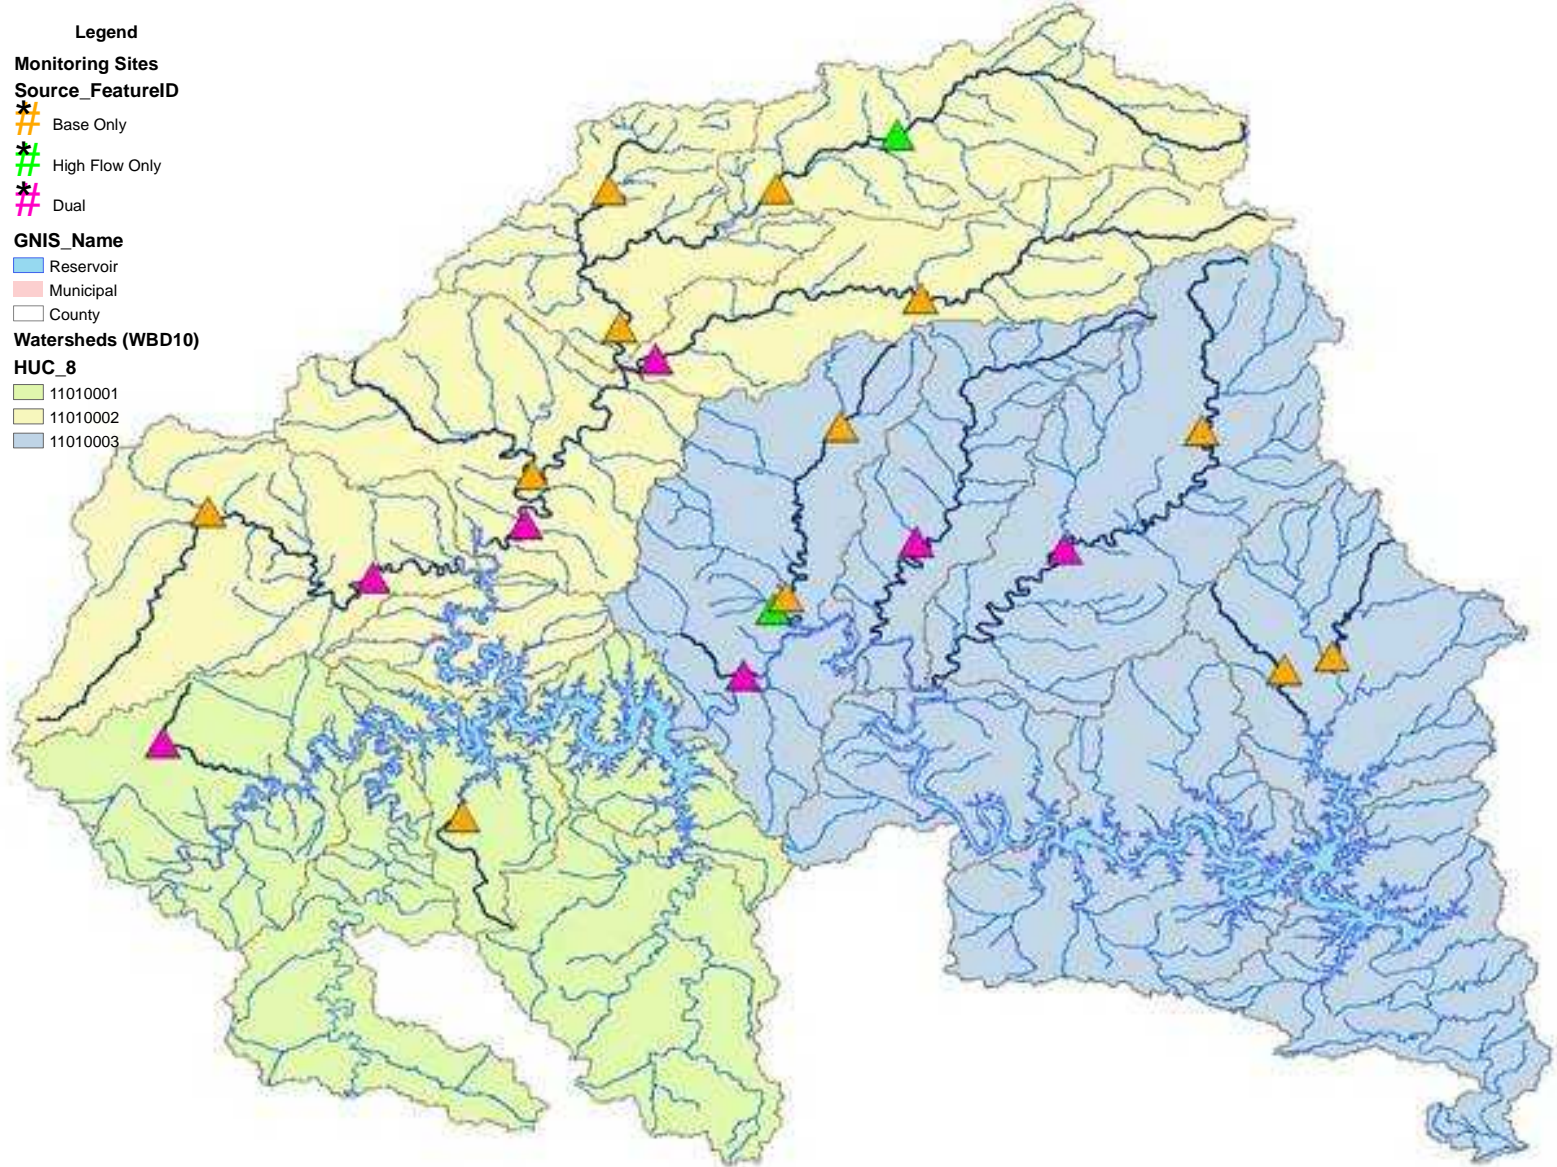 Legend
Monitoring Sites
Source_FeatureID
*# Base Only
*# High Flow Only
*# Dual
GNIS_Name
Reservoir
Municipal
County
Watersheds (WBD10)
HUC_8
11010001
11010002
11010003